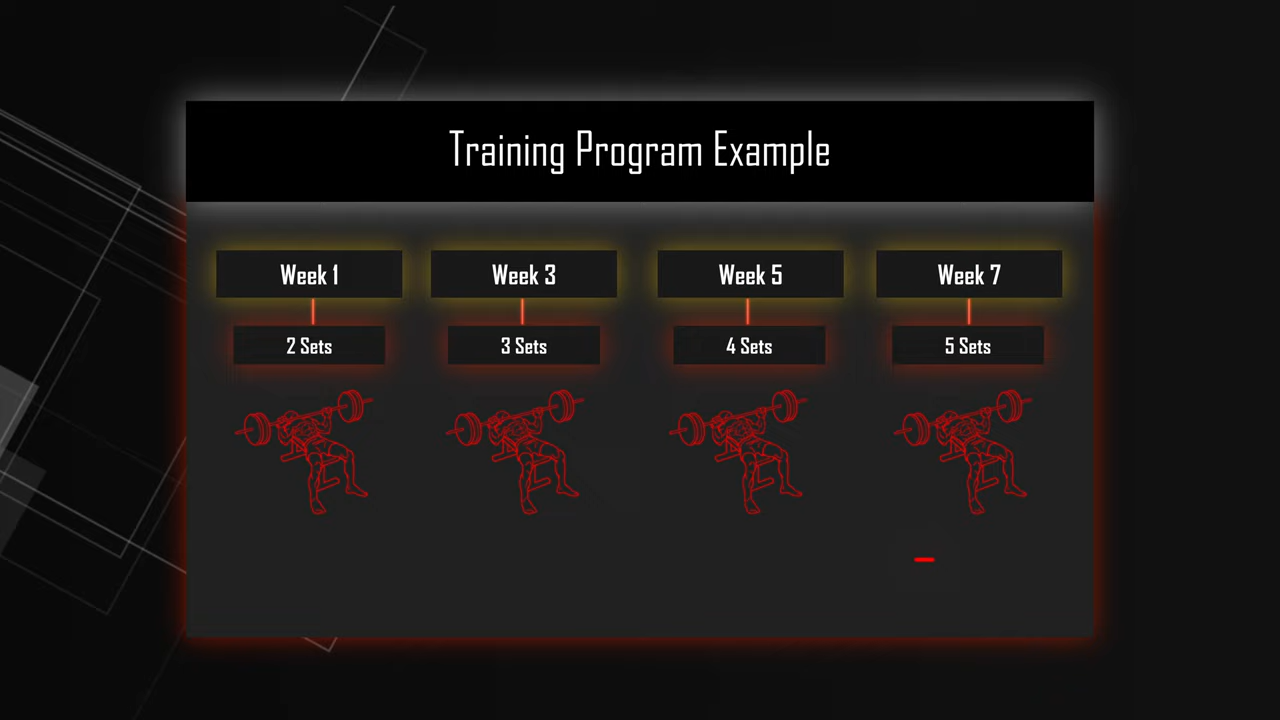 Training Program Example
Week 1
Week 3
Week 5
Week 7
2 Sets
3 Sets
4 Sets
5 Sets